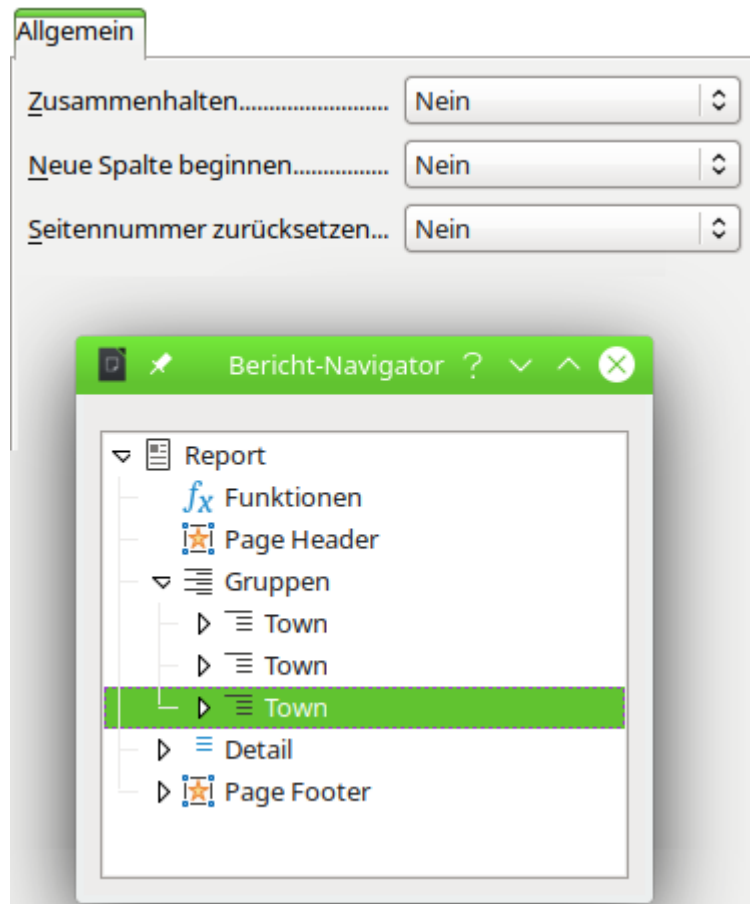 Allgemein
Zusammenhalten.......................... Nein
Neue Spalte beginnen................. Nein
Seitennummer zurücksetzen... Nein
Bericht-Navigator ?
Report
fx Funktionen
Page Header
Gruppen
Town
Town
Town
Detail
Page Footer